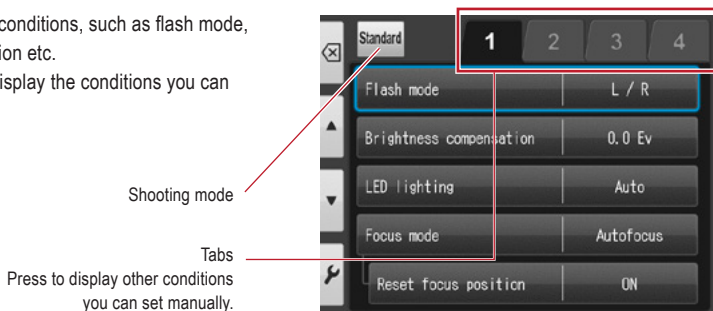 conditions, such as flash mode,
ion etc.
isplay the conditions you can
Shooting mode
Tabs
Press to display other conditions
you can set manually.
Standard
1 2 3 4
Flash mode L / R
Brightness compensation 0.0 Ev
LED lighting Auto
Focus mode Autofocus
Reset focus position ON